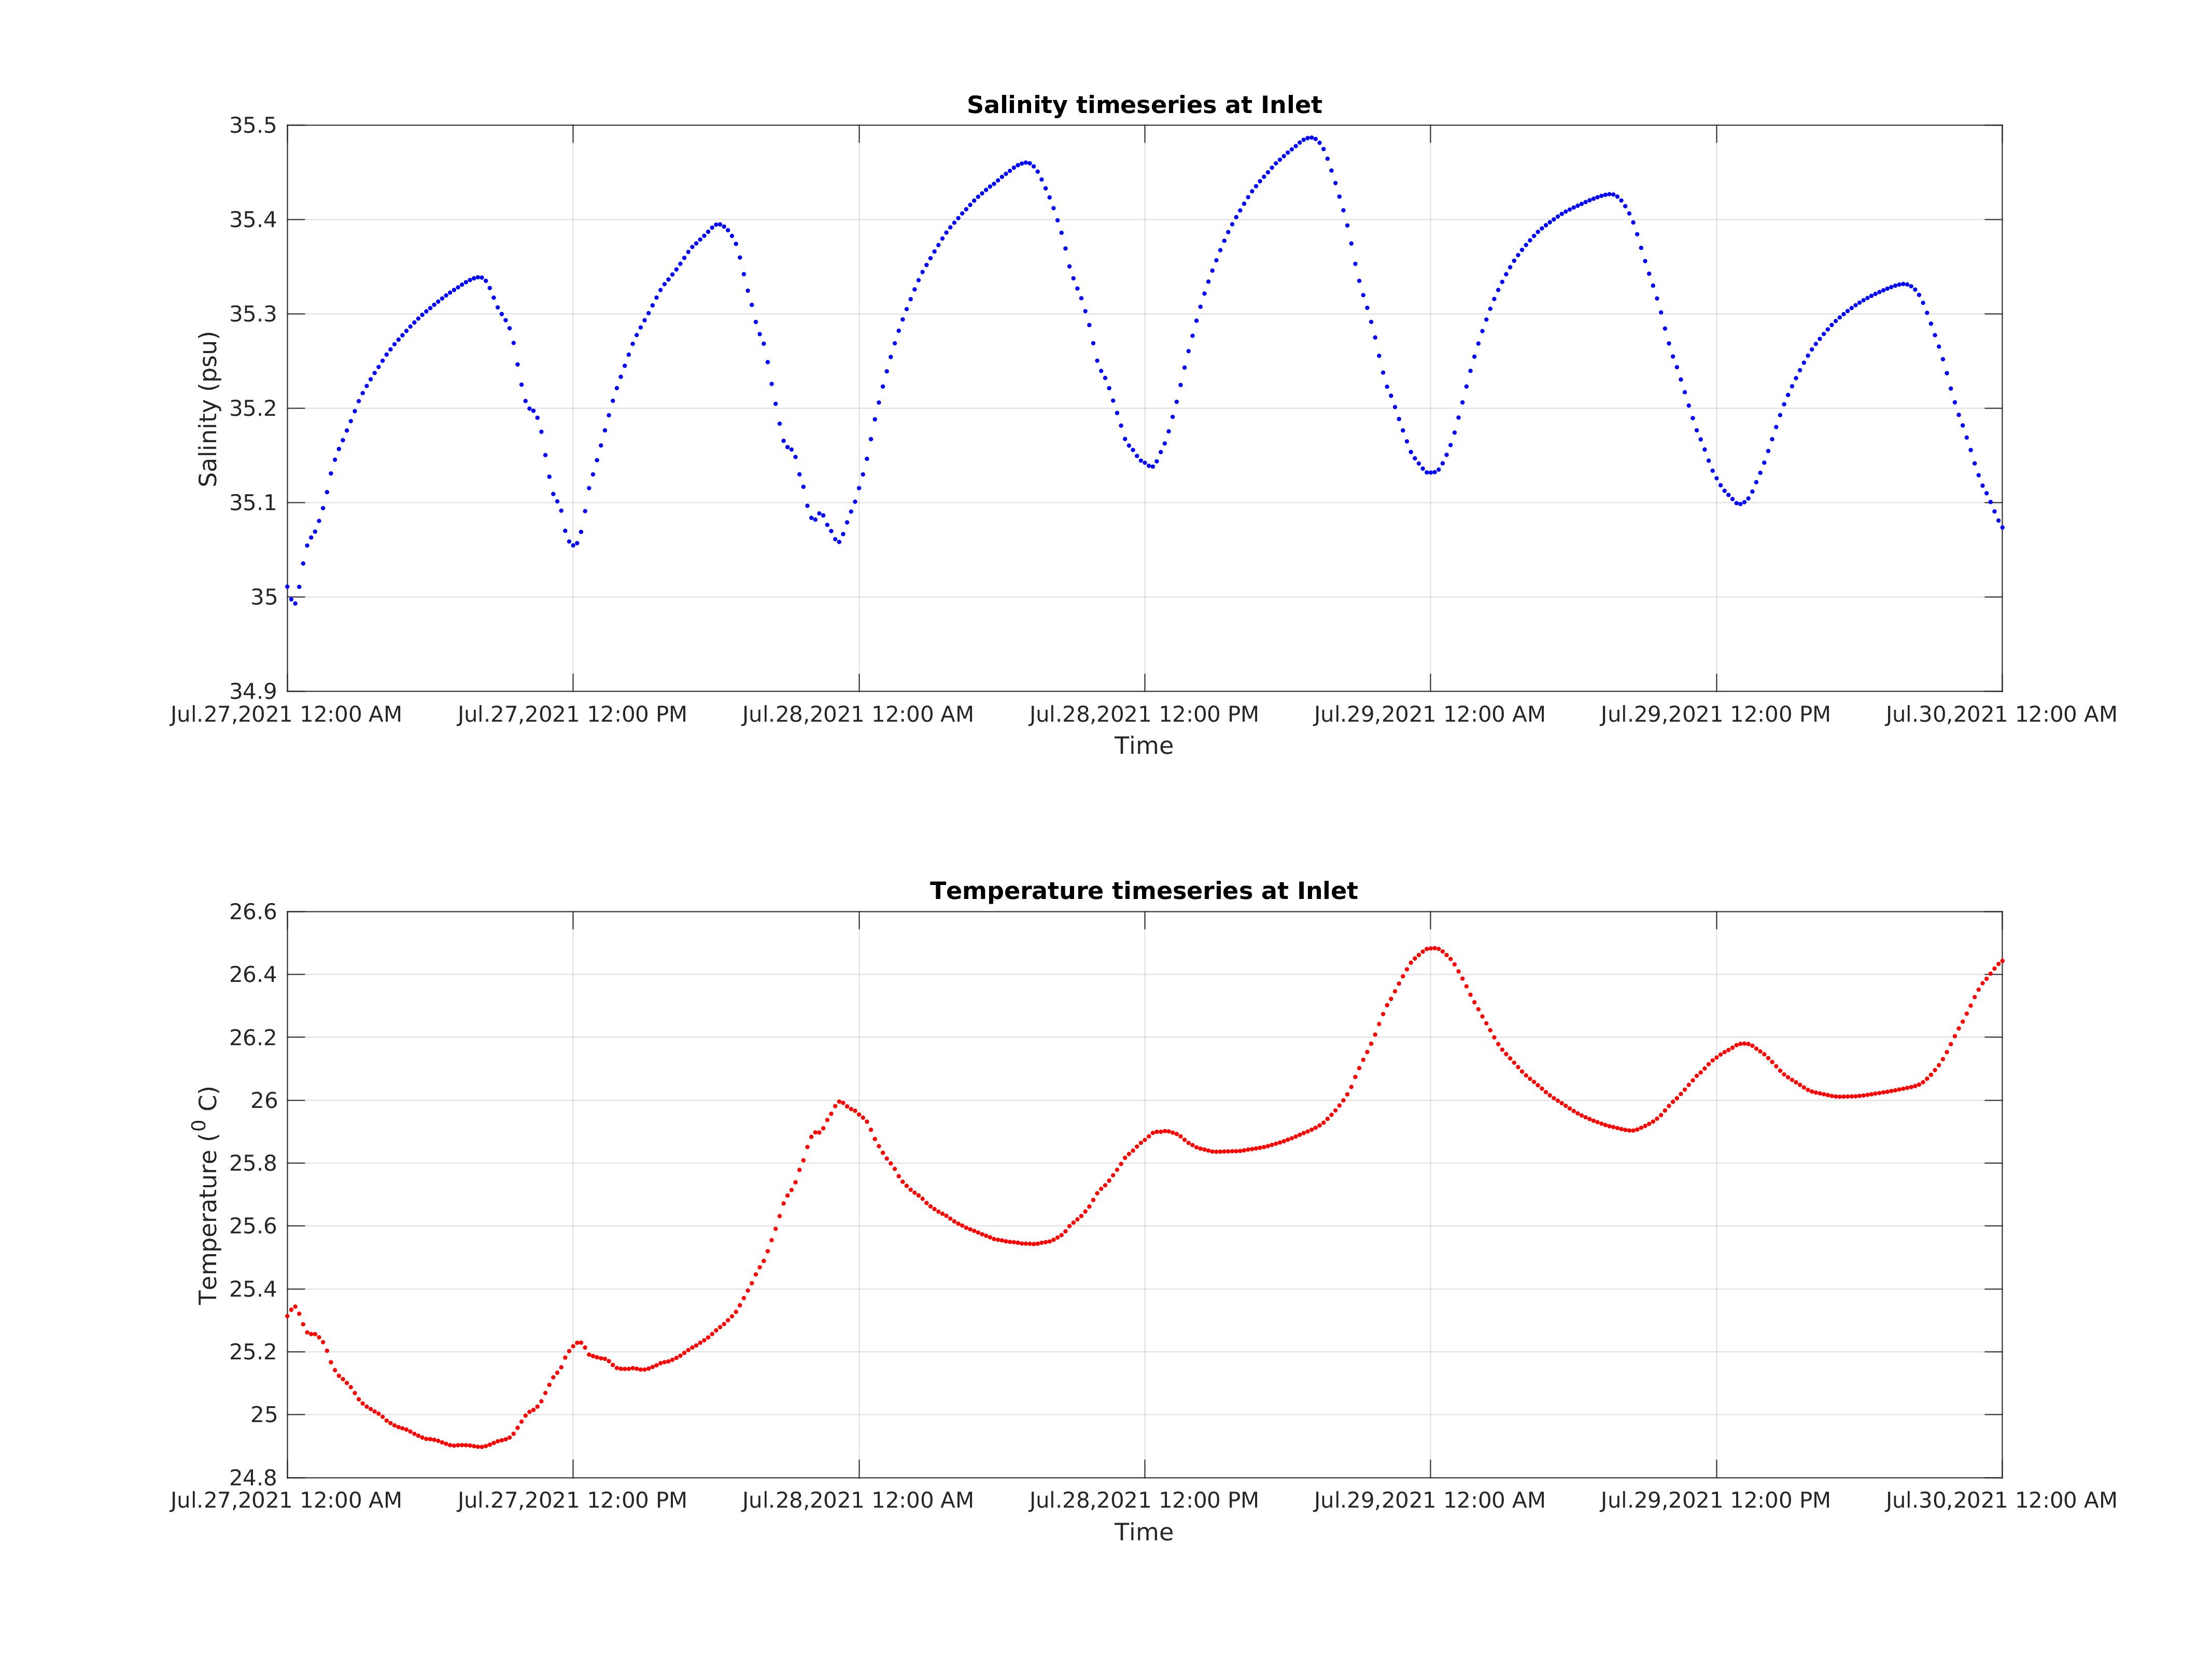 Salinity timeseries at Inlet
35.5
35.4
35.3
35.2
35.1
35
34.9
Salinity (psu)
Jul.27,2021 12:00 AM Jul.27,2021 12:00 PM Jul.28,2021 12:00 AM Jul.28,2021 12:00 PM Jul.29,2021 12:00 AM Jul.29,2021 12:00 PM Jul.30,2021 12:00 AM
Time
Temperature timeseries at Inlet
26.6
26.4
26.2
26
25.8
25.6
25.4
25.2
25
24.8
Temperature (⁰ C)
Jul.27,2021 12:00 AM Jul.27,2021 12:00 PM Jul.28,2021 12:00 AM Jul.28,2021 12:00 PM Jul.29,2021 12:00 AM Jul.29,2021 12:00 PM Jul.30,2021 12:00 AM
Time